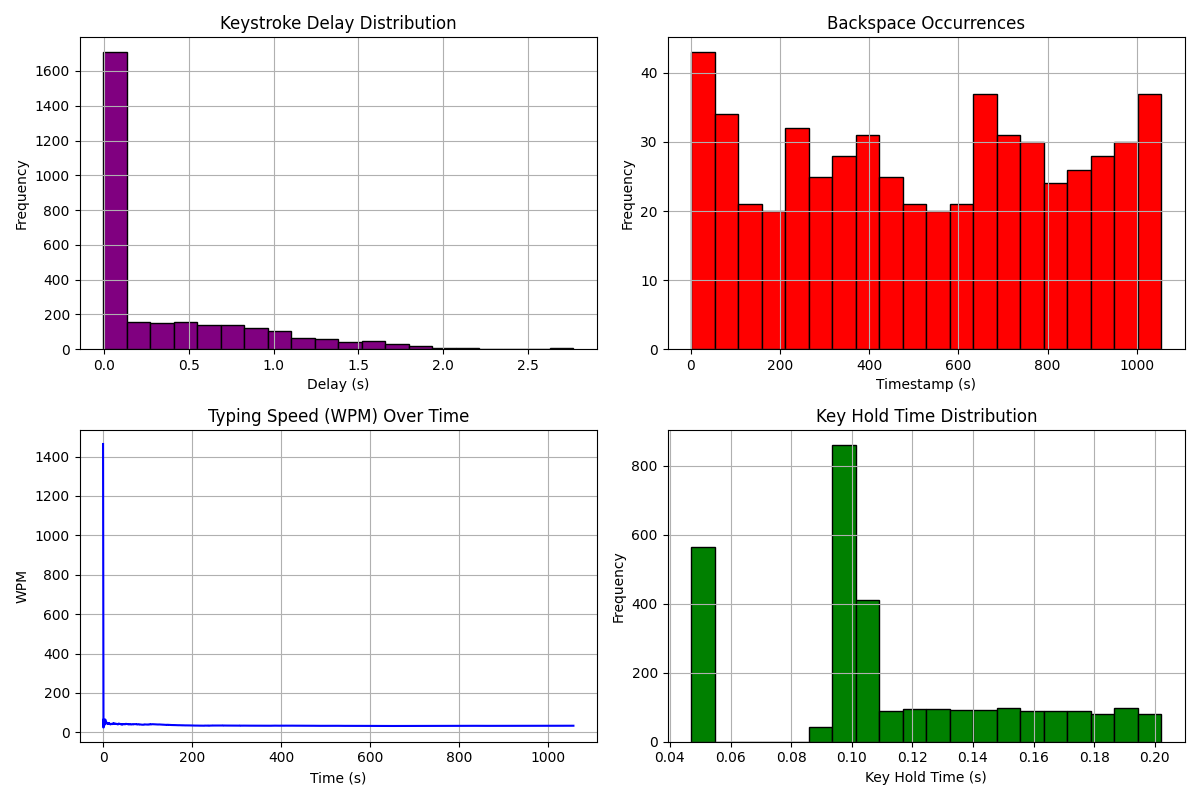 Keystroke Delay Distribution
Frequency
1600
1400
1200
1000
800
600
400
200
0
0.0 0.5 1.0 1.5 2.0 2.5
Delay (s)
Backspace Occurrences
Frequency
40
30
20
10
0
0 200 400 600 800 1000
Timestamp (s)
Typing Speed (WPM) Over Time
WPM
1400
1200
1000
800
600
400
200
0
0 200 400 600 800 1000
Time (s)
Key Hold Time Distribution
Frequency
800
600
400
200
0
0.04 0.06 0.08 0.10 0.12 0.14 0.16 0.18 0.20
Key Hold Time (s)